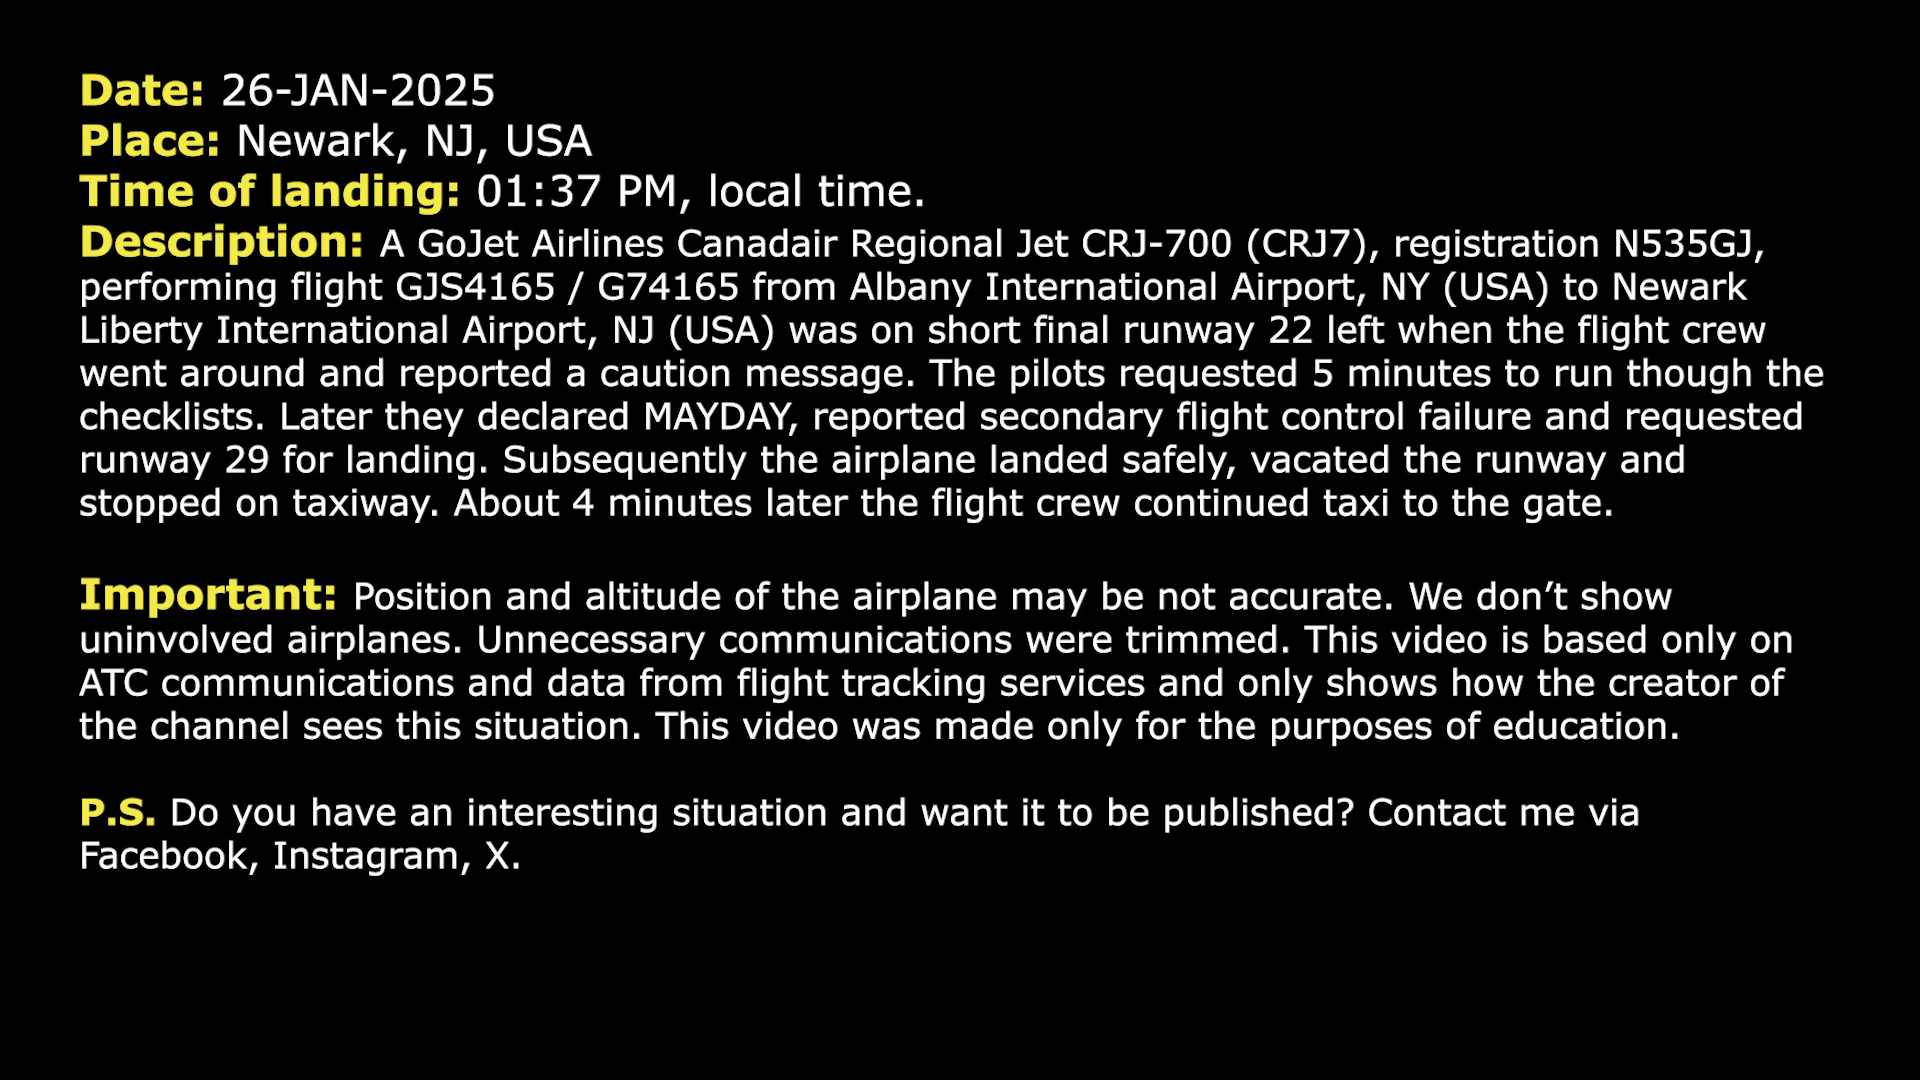 Date: 26-JAN-2025
Place: Newark, NJ, USA
Time of landing: 01:37 PM, local time.
Description: A GoJet Airlines Canadair Regional Jet CRJ-700 (CRJ7), registration N535GJ,
performing flight GJS4165 / G74165 from Albany International Airport, NY (USA) to Newark
Liberty International Airport, NJ (USA) was on short final runway 22 left when the flight crew
went around and reported a caution message. The pilots requested 5 minutes to run though the
checklists. Later they declared MAYDAY, reported secondary flight control failure and requested
runway 29 for landing. Subsequently the airplane landed safely, vacated the runway and
stopped on taxiway. About 4 minutes later the flight crew continued taxi to the gate.
Important: Position and altitude of the airplane may be not accurate. We don’t show
uninvolved airplanes. Unnecessary communications were trimmed. This video is based only on
ATC communications and data from flight tracking services and only shows how the creator of
the channel sees this situation. This video was made only for the purposes of education.
P.S. Do you have an interesting situation and want it to be published? Contact me via
Facebook, Instagram, X.